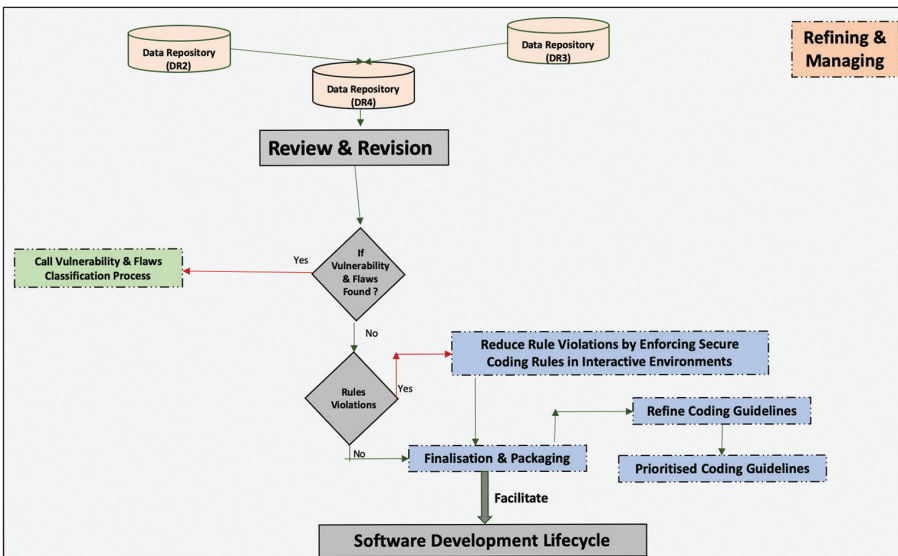 Data Repository
(DR2)
Data Repository
(DR3)
Refining &
Managing
Data Repository
(DR4)
Review & Revision
If
Vulnerability
& Flaws
Found ?
Yes
Call Vulnerability & Flaws
Classification Process
No
Rules
Violations
Yes
Reduce Rule Violations by Enforcing Secure
Coding Rules in Interactive Environments
Refine Coding Guidelines
No
Finalisation & Packaging
Prioritised Coding Guidelines
Facilitate
Software Development Lifecycle